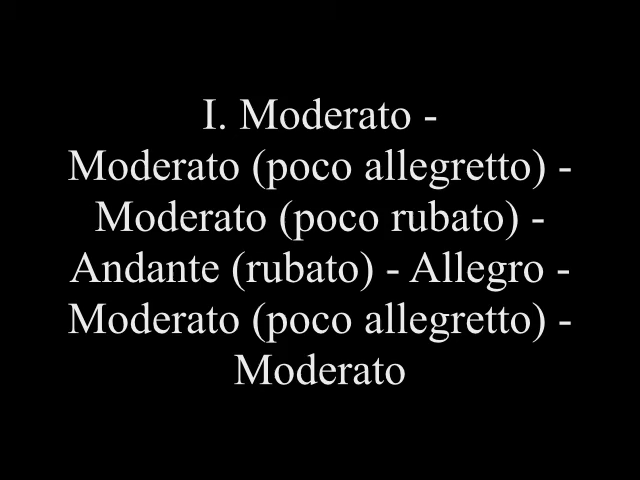 I. Moderato -
Moderato (poco allegretto) -
Moderato (poco rubato) -
Andante (rubato) - Allegro -
Moderato (poco allegretto) -
Moderato